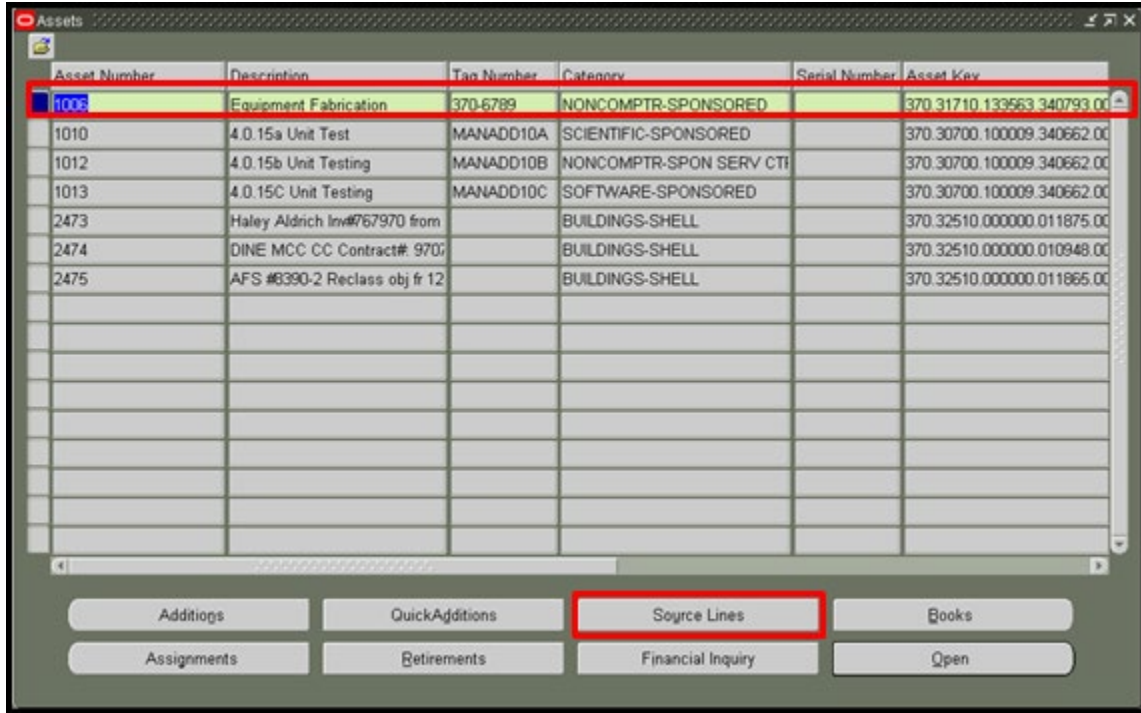 Assets
Asset Number Description Tag Number Category Serial Number Asset Key
1006 Equipment Fabrication 370-6789 NONCOMPTR-SPONSORED 370.31710.133563.340793.00
1010 4.0.15a Unit Test MANADD10A SCIENTIFIC-SPONSORED 370.30700.100009.340662.00
1012 4.0.15b Unit Testing MANADD10B NONCOMPTR-SPON SERV CTF 370.30700.100009.340662.00
1013 4.0.15C Unit Testing MANADD10C SOFTWARE-SPONSORED 370.30700.100009.340662.00
2473 Haley Aldrich Inv#767970 from BUILDINGS-SHELL 370.32510.000000.011875.00
2474 DINE MCC CC Contract#: 9707 BUILDINGS-SHELL 370.32510.000000.010948.00
2475 AFS #8390-2 Reclass obj fr 12 BUILDINGS-SHELL 370.32510.000000.011865.00
Additions QuickAdditions Source Lines Books
Assignments Retirements Financial Inquiry Open